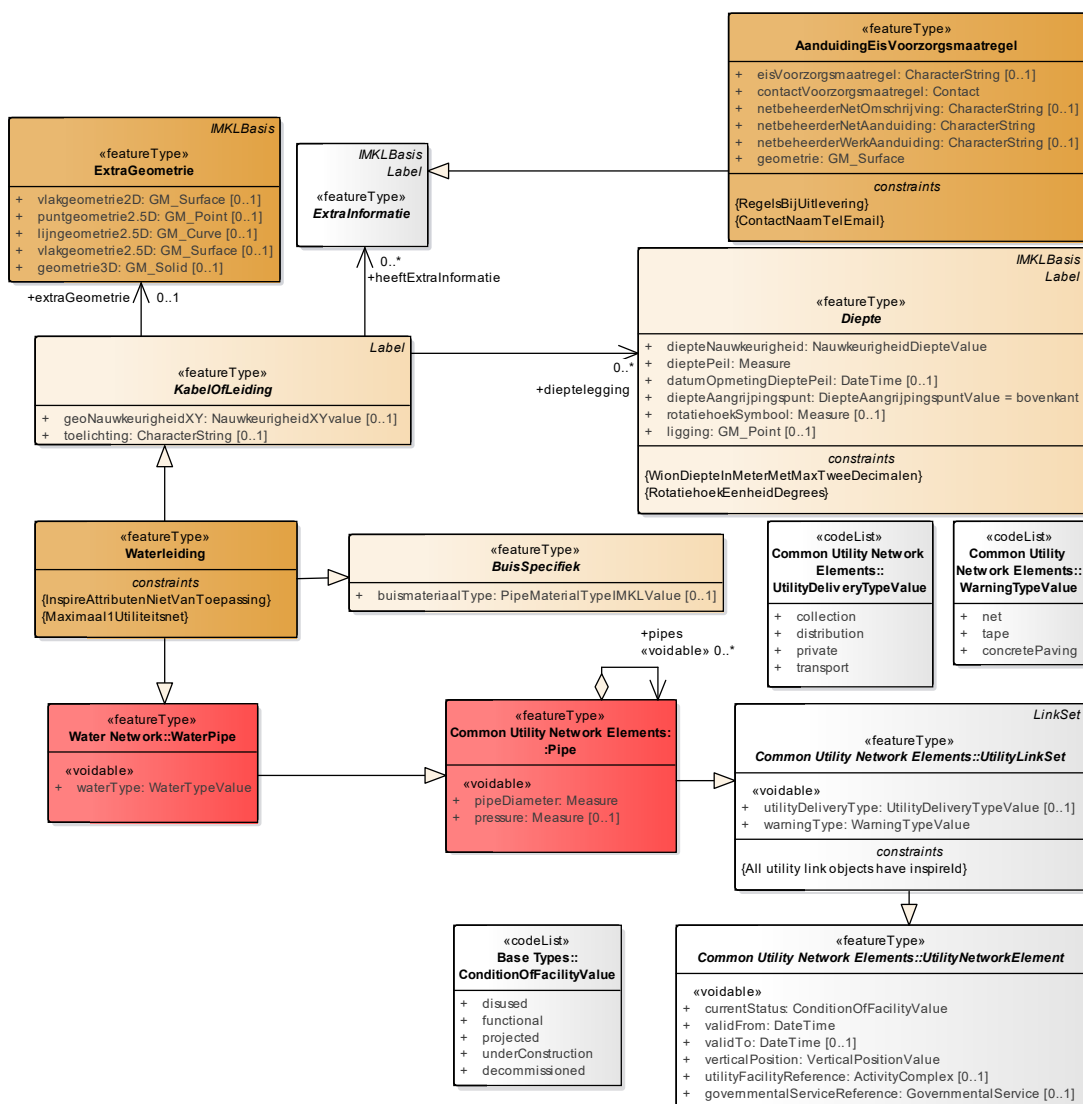 «featureType»
AanduidingEisVoorzorgsmaatregel
+ eisVoorzorgsmaatregel: CharacterString [0..1]
+ contactVoorzorgsmaatregel: Contact
+ netbeheerderNetOmschrijving: CharacterString [0..1]
+ netbeheerderNetAanduiding: CharacterString
+ netbeheerderWerkAanduiding: CharacterString [0..1]
+ geometrie: GM_Surface
constraints
{RegelsBijUitlevering}
{ContactNaamTelEmail}
IMKLBasis
«featureType»
ExtraGeometrie
+ vlakgeometrie2D: GM_Surface [0..1]
+ puntgeometrie2.5D: GM_Point [0..1]
+ lijngeometrie2.5D: GM_Curve [0..1]
+ vlakgeometrie2.5D: GM_Surface [0..1]
+ geometrie3D: GM_Solid [0..1]
IMKLBasis
Label
«featureType»
ExtraInformatie
+extraGeometrie
0..1
0..*
+heeftExtraInformatie
IMKLBasis
Label
«featureType»
Diepte
+ diepteNauwkeurigheid: NauwkeurigheidDiepteValue
+ dieptePeil: Measure
+ datumOpmetingDieptePeil: DateTime [0..1]
+ diepteAangrijpingspunt: DiepteAangrijpingspuntValue = bovenkant
+ rotatiehoekSymbool: Measure [0..1]
+ ligging: GM_Point [0..1]
constraints
{WionDiepteInMeterMetMaxTweeDecimalen}
{RotatiehoekEenheidDegrees}
Label
«featureType»
KabelOfLeiding
+ geoNauwkeurigheidXY: NauwkeurigheidXYvalue [0..1]
+ toelichting: CharacterString [0..1]
0..*
+dieptelegging
«featureType»
Waterleiding
constraints
{InspireAttributenNietVanToepassing}
{Maximaal1Utiliteitsnet}
«featureType»
BuisSpecifiek
+ buismateriaalType: PipeMaterialTypeIMKLValue [0..1]
«codeList»
Common Utility Network
Elements::
UtilityDeliveryTypeValue
+ collection
+ distribution
+ private
+ transport
«codeList»
Common Utility
Network Elements::
WarningTypeValue
+ net
+ tape
+ concretePaving
+pipes
«voidable» 0..*
«featureType»
Water Network::WaterPipe
«voidable»
+ waterType: WaterTypeValue
«featureType»
Common Utility Network Elements:
:Pipe
«voidable»
+ pipeDiameter: Measure
+ pressure: Measure [0..1]
LinkSet
«featureType»
Common Utility Network Elements::UtilityLinkSet
«voidable»
+ utilityDeliveryType: UtilityDeliveryTypeValue [0..1]
+ warningType: WarningTypeValue
constraints
{All utility link objects have inspireId}
«codeList»
Base Types::
ConditionOfFacilityValue
+ disused
+ functional
+ projected
+ underConstruction
+ decommissioned
«featureType»
Common Utility Network Elements::UtilityNetworkElement
«voidable»
+ currentStatus: ConditionOfFacilityValue
+ validFrom: DateTime
+ validTo: DateTime [0..1]
+ verticalPosition: VerticalPositionValue
+ utilityFacilityReference: ActivityComplex [0..1]
+ governmentalServiceReference: GovernmentalService [0..1]